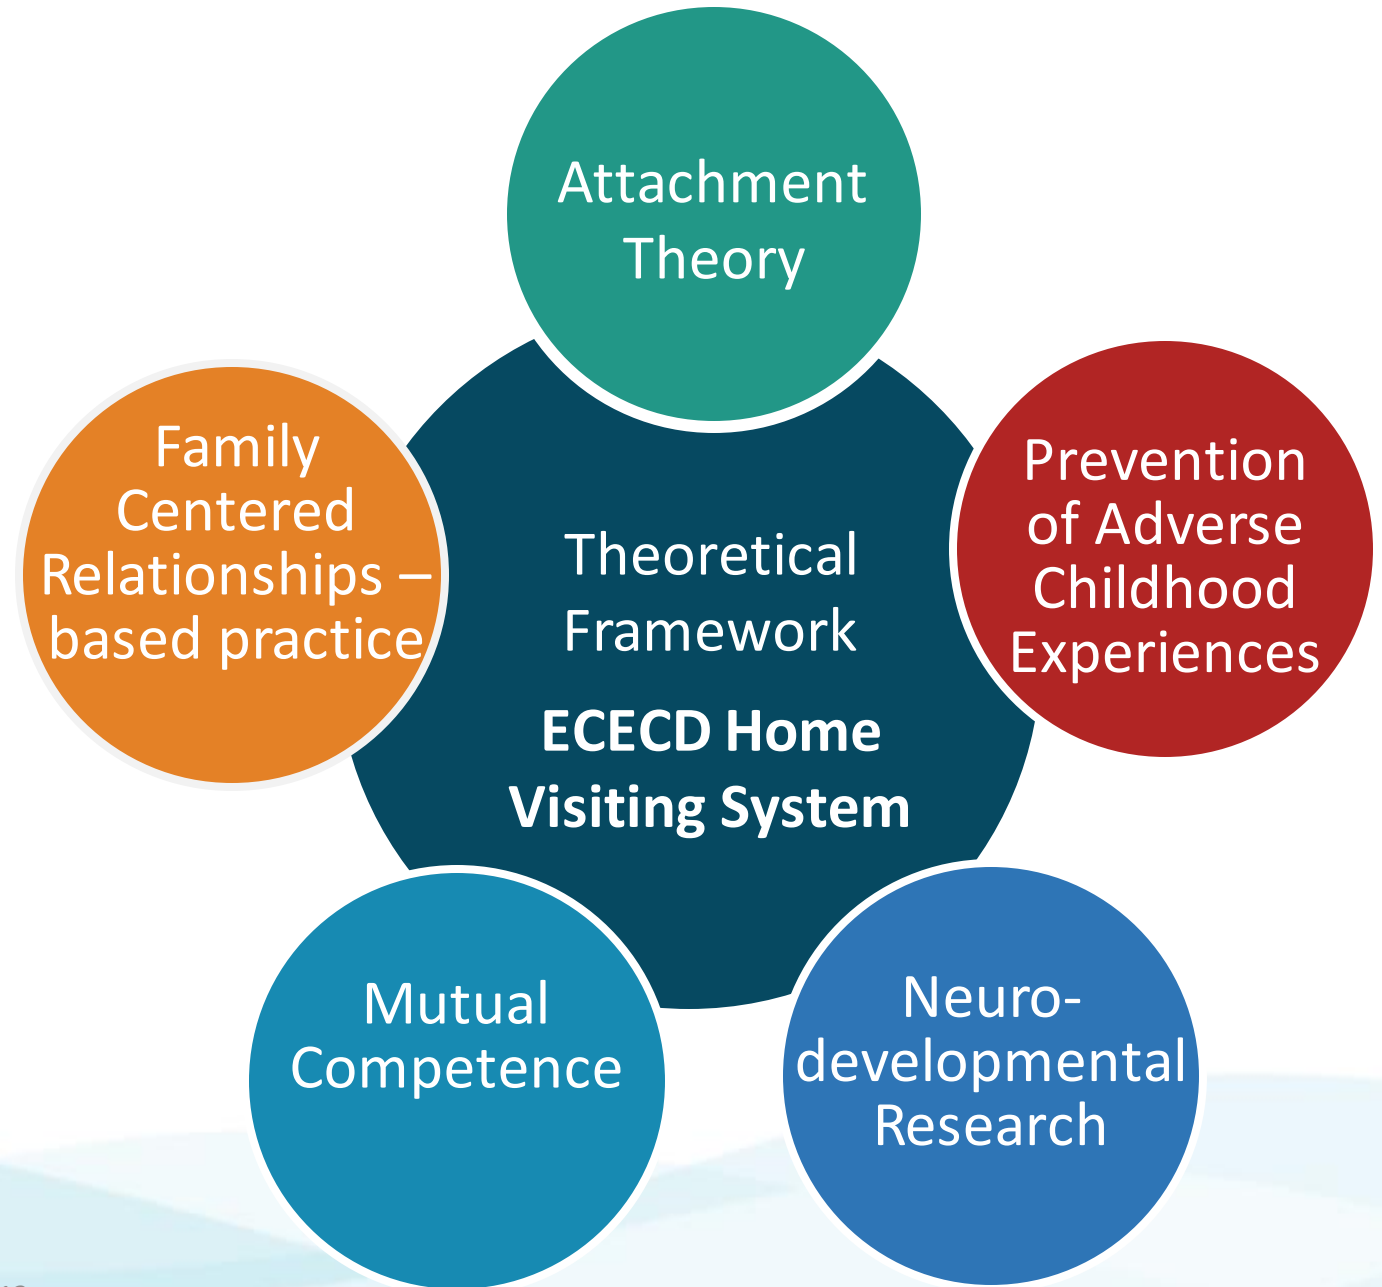 Attachment
Theory
Prevention
of Adverse
Childhood
Experiences
Neuro-
developmental
Research
Mutual
Competence
Family
Centered
Relationships –
based practice
Theoretical
Framework
ECECD Home
Visiting System